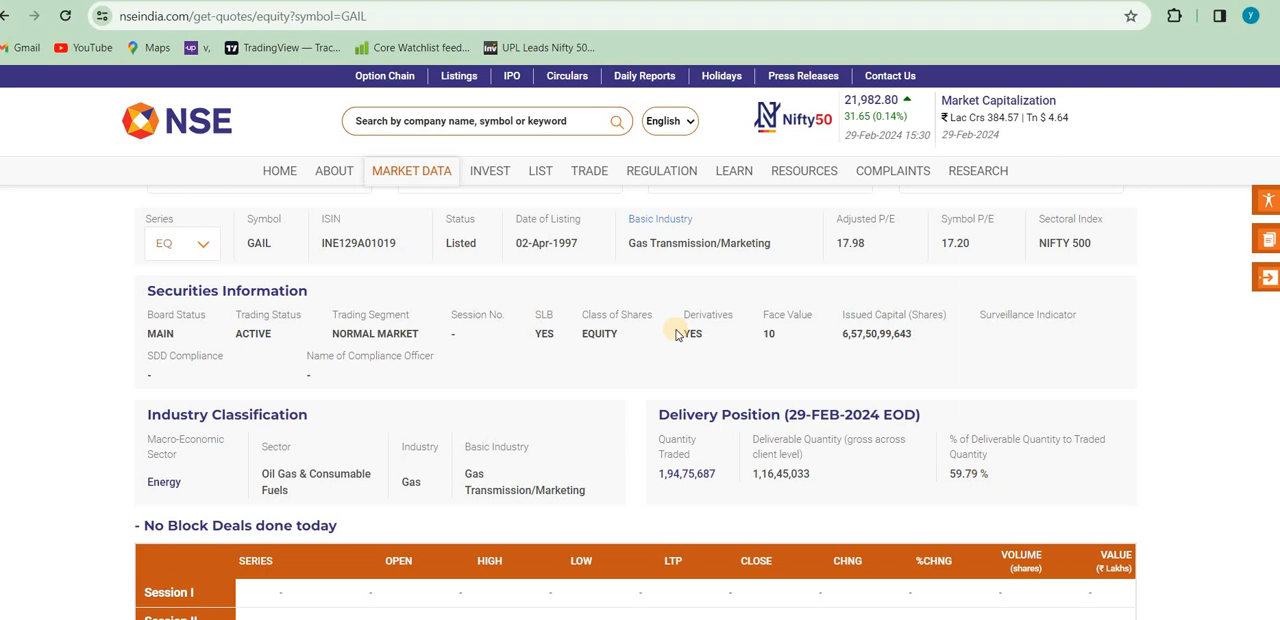 nseindia.com/get-quotes/equity?symbol=GAIL
y
Gmail YouTube Maps up v, 17 TradingView — Trac... Core Watchlist feed... Inv UPL Leads Nifty 50...
Option Chain Listings IPO Circulars Daily Reports Holidays Press Releases Contact Us
NSE
Search by company name, symbol or keyword
English
Nifty50
21,982.80
31.65 (0.14%)
29-Feb-2024 15:30
Market Capitalization
₹ Lac Crs 384.57 | Tn $ 4.64
29-Feb-2024
HOME ABOUT MARKET DATA INVEST LIST TRADE REGULATION LEARN RESOURCES COMPLAINTS RESEARCH
Series Symbol ISIN Status Date of Listing Basic Industry Adjusted P/E Symbol P/E Sectoral Index
EQ GAIL INE129A01019 Listed 02-Apr-1997 Gas Transmission/Marketing 17.98 17.20 NIFTY 500
Securities Information
Board Status Trading Status Trading Segment Session No. SLB Class of Shares Derivatives Face Value Issued Capital (Shares) Surveillance Indicator
MAIN ACTIVE NORMAL MARKET - YES EQUITY YES 10 6,57,50,99,643
SDD Compliance Name of Compliance Officer
- -
Industry Classification
Macro-Economic
Sector
Sector Industry Basic Industry
Energy
Oil Gas & Consumable
Fuels
Gas
Gas
Transmission/Marketing
Delivery Position (29-FEB-2024 EOD)
Quantity
Traded
Deliverable Quantity (gross across
client level)
% of Deliverable Quantity to Traded
Quantity
1,94,75,687 1,16,45,033 59.79 %
- No Block Deals done today
SERIES OPEN HIGH LOW LTP CLOSE CHNG %CHNG VOLUME (shares) VALUE (₹ Lakhs)
Session I - - - - - - - - - -